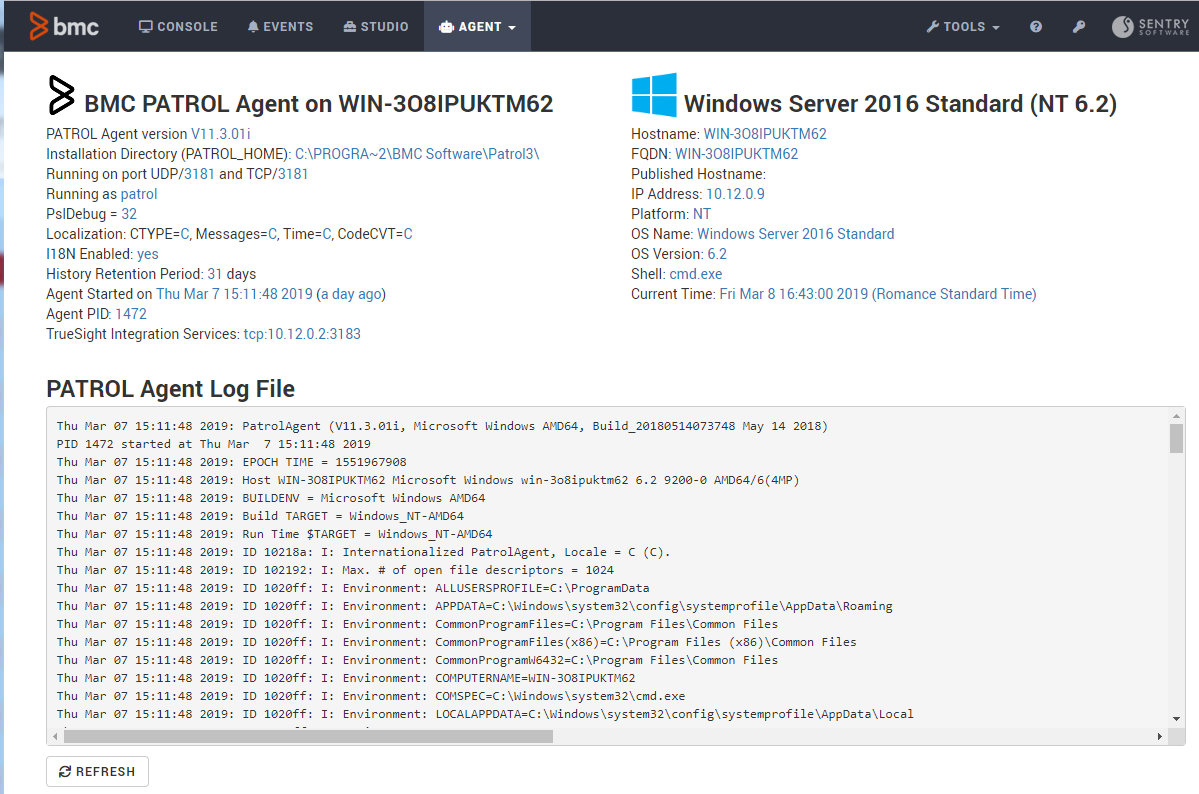 bmc CONSOLE EVENTS STUDIO AGENT TOOLS SENTRY SOFTWARE
BMC PATROL Agent on WIN-3O8IPUKTM62
PATROL Agent version V11.3.01i
Installation Directory (PATROL_HOME): C:\PROGRA~2\BMC Software\Patrol3\
Running on port UDP/3181 and TCP/3181
Running as patrol
PslDebug = 32
Localization: CTYPE=C, Messages=C, Time=C, CodeCVT=C
I18N Enabled: yes
History Retention Period: 31 days
Agent Started on Thu Mar 7 15:11:48 2019 (a day ago)
Agent PID: 1472
TrueSight Integration Services: tcp:10.12.0.2:3183
Windows Server 2016 Standard (NT 6.2)
Hostname: WIN-3O8IPUKTM62
FQDN: WIN-3O8IPUKTM62
Published Hostname:
IP Address: 10.12.0.9
Platform: NT
OS Name: Windows Server 2016 Standard
OS Version: 6.2
Shell: cmd.exe
Current Time: Fri Mar 8 16:43:00 2019 (Romance Standard Time)
PATROL Agent Log File
Thu Mar 07 15:11:48 2019: PatrolAgent (V11.3.01i, Microsoft Windows AMD64, Build_20180514073748 May 14 2018)
PID 1472 started at Thu Mar  7 15:11:48 2019
Thu Mar 07 15:11:48 2019: EPOCH TIME = 1551967908
Thu Mar 07 15:11:48 2019: Host WIN-3O8IPUKTM62 Microsoft Windows win-3o8ipuktm62 6.2 9200-0 AMD64/6(4MP)
Thu Mar 07 15:11:48 2019: BUILDENV = Microsoft Windows AMD64
Thu Mar 07 15:11:48 2019: Build TARGET = Windows_NT-AMD64
Thu Mar 07 15:11:48 2019: Run Time $TARGET = Windows_NT-AMD64
Thu Mar 07 15:11:48 2019: ID 10218a: I: Internationalized PatrolAgent, Locale = C (C).
Thu Mar 07 15:11:48 2019: ID 102192: I: Max. # of open file descriptors = 1024
Thu Mar 07 15:11:48 2019: ID 1020ff: I: Environment: ALLUSERSPROFILE=C:\ProgramData
Thu Mar 07 15:11:48 2019: ID 1020ff: I: Environment: APPDATA=C:\Windows\system32\config\systemprofile\AppData\Roaming
Thu Mar 07 15:11:48 2019: ID 1020ff: I: Environment: CommonProgramFiles=C:\Program Files\Common Files
Thu Mar 07 15:11:48 2019: ID 1020ff: I: Environment: CommonProgramFiles(x86)=C:\Program Files (x86)\Common Files
Thu Mar 07 15:11:48 2019: ID 1020ff: I: Environment: CommonProgramW6432=C:\Program Files\Common Files
Thu Mar 07 15:11:48 2019: ID 1020ff: I: Environment: COMPUTERNAME=WIN-3O8IPUKTM62
Thu Mar 07 15:11:48 2019: ID 1020ff: I: Environment: COMSPEC=C:\Windows\system32\cmd.exe
Thu Mar 07 15:11:48 2019: ID 1020ff: I: Environment: LOCALAPPDATA=C:\Windows\system32\config\systemprofile\AppData\Local
REFRESH